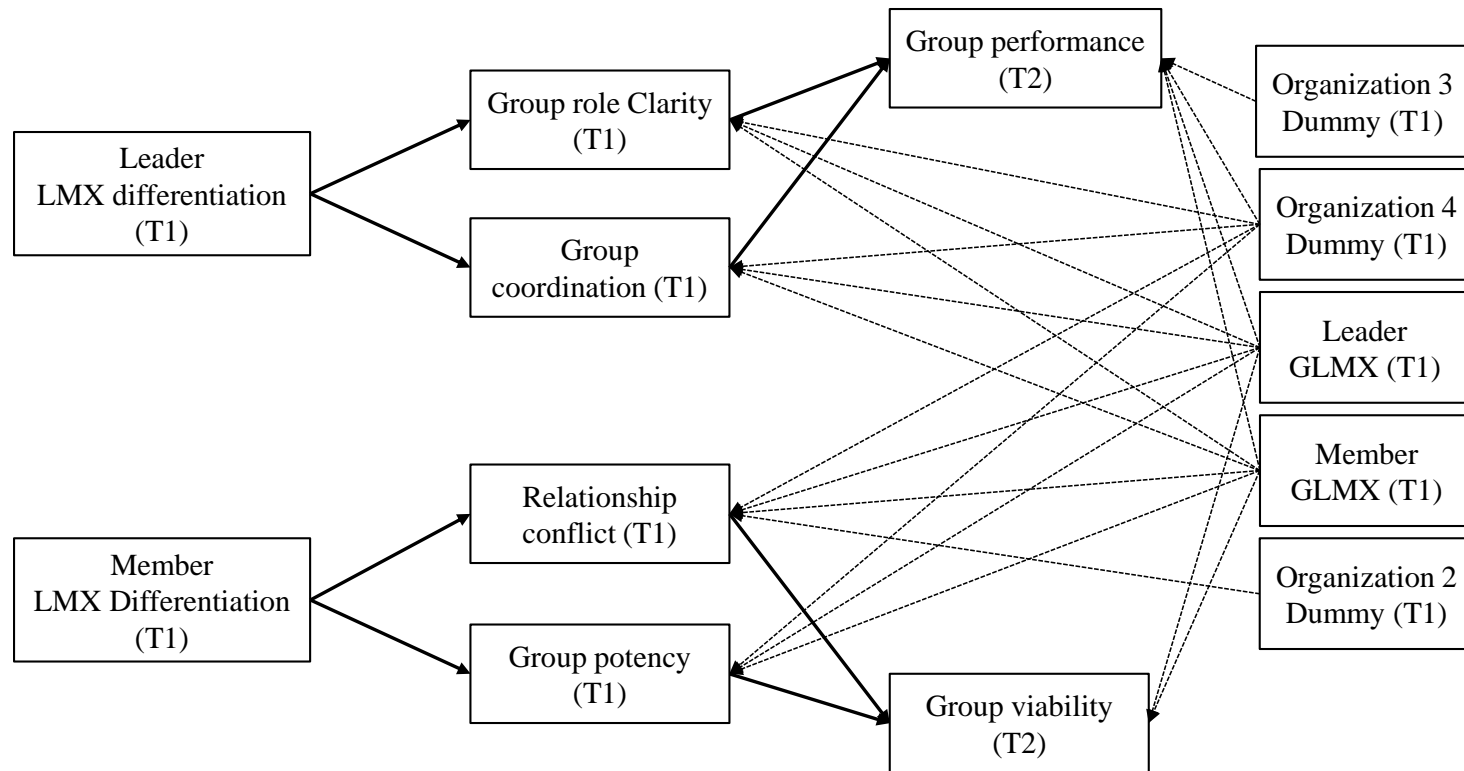 Group performance
(T2)
Organization 3
Dummy (T1)
Group role Clarity
(T1)
Leader
LMX differentiation
(T1)
Organization 4
Dummy (T1)
Group
coordination (T1)
Leader
GLMX (T1)
Member
GLMX (T1)
Relationship
conflict (T1)
Member
LMX Differentiation
(T1)
Organization 2
Dummy (T1)
Group potency
(T1)
Group viability
(T2)